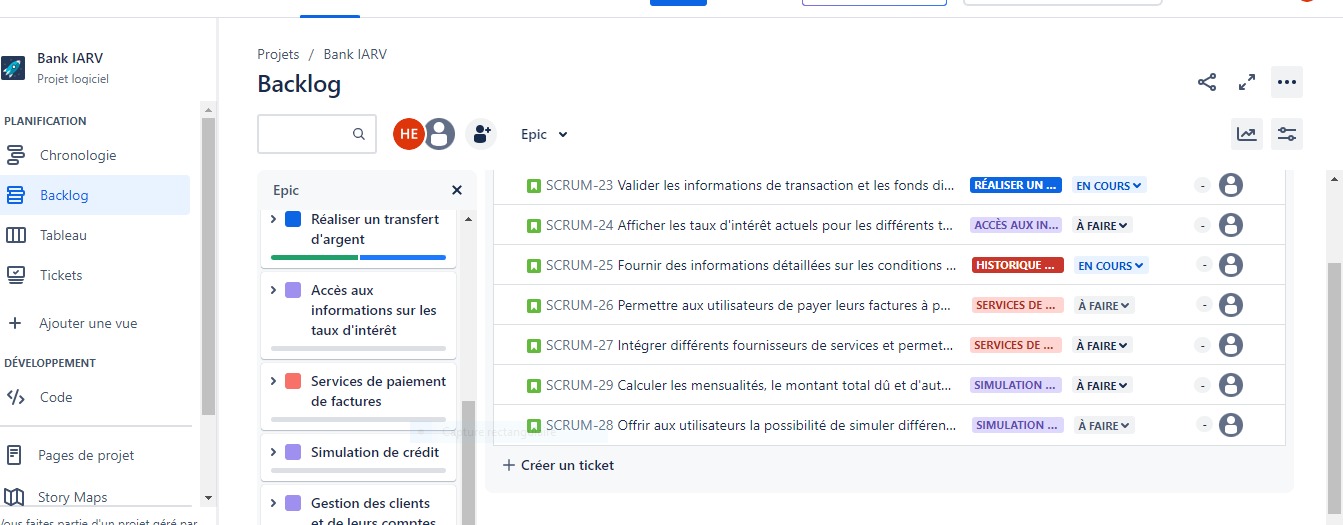 Bank IARV
Projet logiciel
PLANIFICATION
Chronologie
Backlog
Tableau
Tickets
+ Ajouter une vue
DÉVELOPPEMENT
Code
Pages de projet
Story Maps
Vous faites partie d'un projet géré par
Projets / Bank IARV
Backlog
HE
Epic
Epic
Réaliser un transfert
d'argent
Accès aux
informations sur les
taux d'intérêt
Services de paiement
de factures
Simulation de crédit
Gestion des clients
et de leurs comptes
SCRUM-23 Valider les informations de transaction et les fonds di... RÉALISER UN ... EN COURS -
SCRUM-24 Afficher les taux d'intérêt actuels pour les différents t... ACCÈS AUX IN... À FAIRE -
SCRUM-25 Fournir des informations détaillées sur les conditions ... HISTORIQUE ... EN COURS -
SCRUM-26 Permettre aux utilisateurs de payer leurs factures à p... SERVICES DE ... À FAIRE -
SCRUM-27 Intégrer différents fournisseurs de services et permet... SERVICES DE ... À FAIRE -
SCRUM-29 Calculer les mensualités, le montant total dû et d'aut... SIMULATION ... À FAIRE -
Capture rectangulaire
SCRUM-28 Offrir aux utilisateurs la possibilité de simuler différen... SIMULATION ... À FAIRE -
+ Créer un ticket